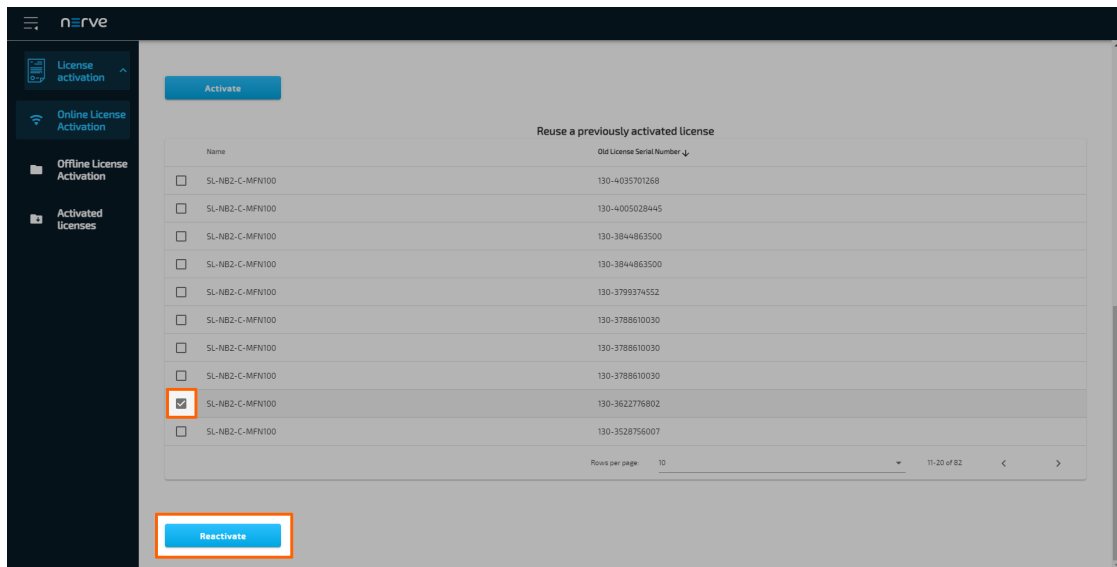 nerve
License
activation
Online License
Activation
Offline License
Activation
Activated
licenses
Activate
Reuse a previously activated license
Name Old License Serial Number
SL-NB2-C-MFN100 130-4035701268
SL-NB2-C-MFN100 130-4005028445
SL-NB2-C-MFN100 130-3844863500
SL-NB2-C-MFN100 130-3844863500
SL-NB2-C-MFN100 130-3799374552
SL-NB2-C-MFN100 130-3788610030
SL-NB2-C-MFN100 130-3788610030
SL-NB2-C-MFN100 130-3788610030
SL-NB2-C-MFN100 130-3622776802
SL-NB2-C-MFN100 130-3528756007
Rows per page: 10 11-20 of 82
Reactivate